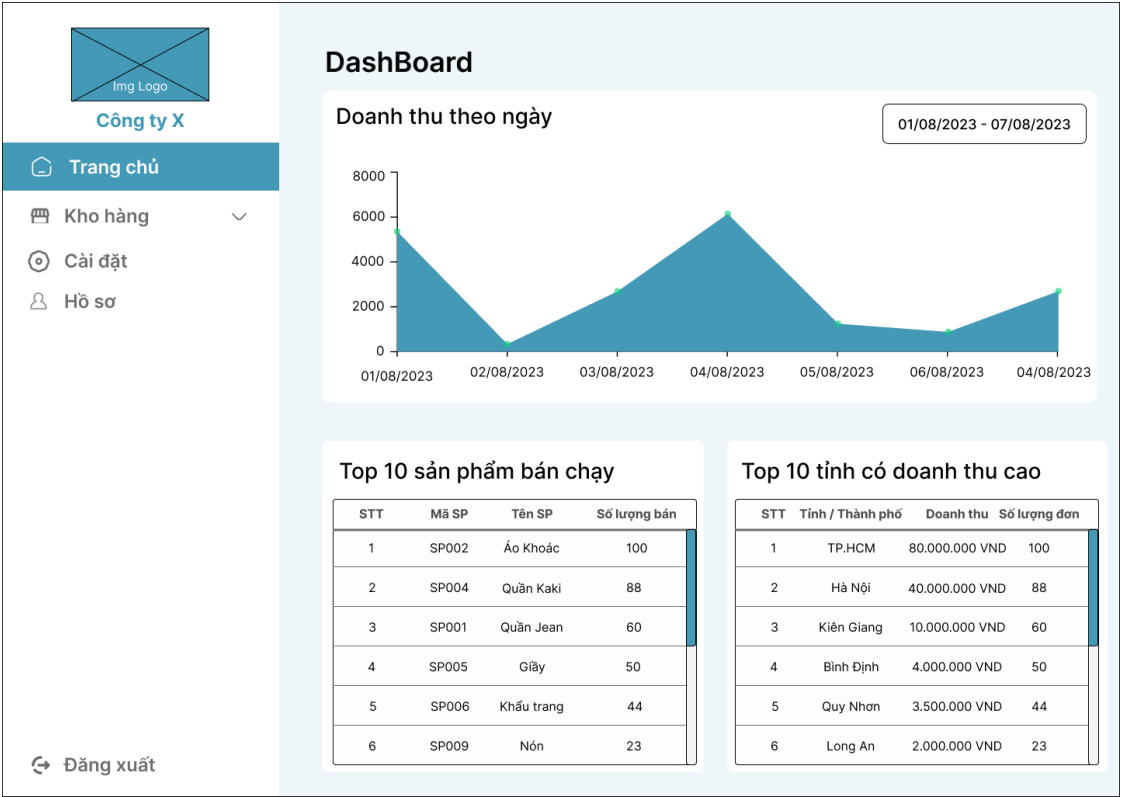 Img Logo
Công ty X
Trang chủ
Kho hàng
Cài đặt
Hồ sơ
Đăng xuất
DashBoard
Doanh thu theo ngày
01/08/2023 - 07/08/2023
8000
6000
4000
2000
0
01/08/2023 02/08/2023 03/08/2023 04/08/2023 05/08/2023 06/08/2023 04/08/2023
Top 10 sản phẩm bán chạy
STT Mã SP Tên SP Số lượng bán
1 SP002 Áo Khoác 100
2 SP004 Quần Kaki 88
3 SP001 Quần Jean 60
4 SP005 Giầy 50
5 SP006 Khẩu trang 44
6 SP009 Nón 23
Top 10 tỉnh có doanh thu cao
STT Tỉnh / Thành phố Doanh thu Số lượng đơn
1 TP.HCM 80.000.000 VND 100
2 Hà Nội 40.000.000 VND 88
3 Kiên Giang 10.000.000 VND 60
4 Bình Định 4.000.000 VND 50
5 Quy Nhơn 3.500.000 VND 44
6 Long An 2.000.000 VND 23